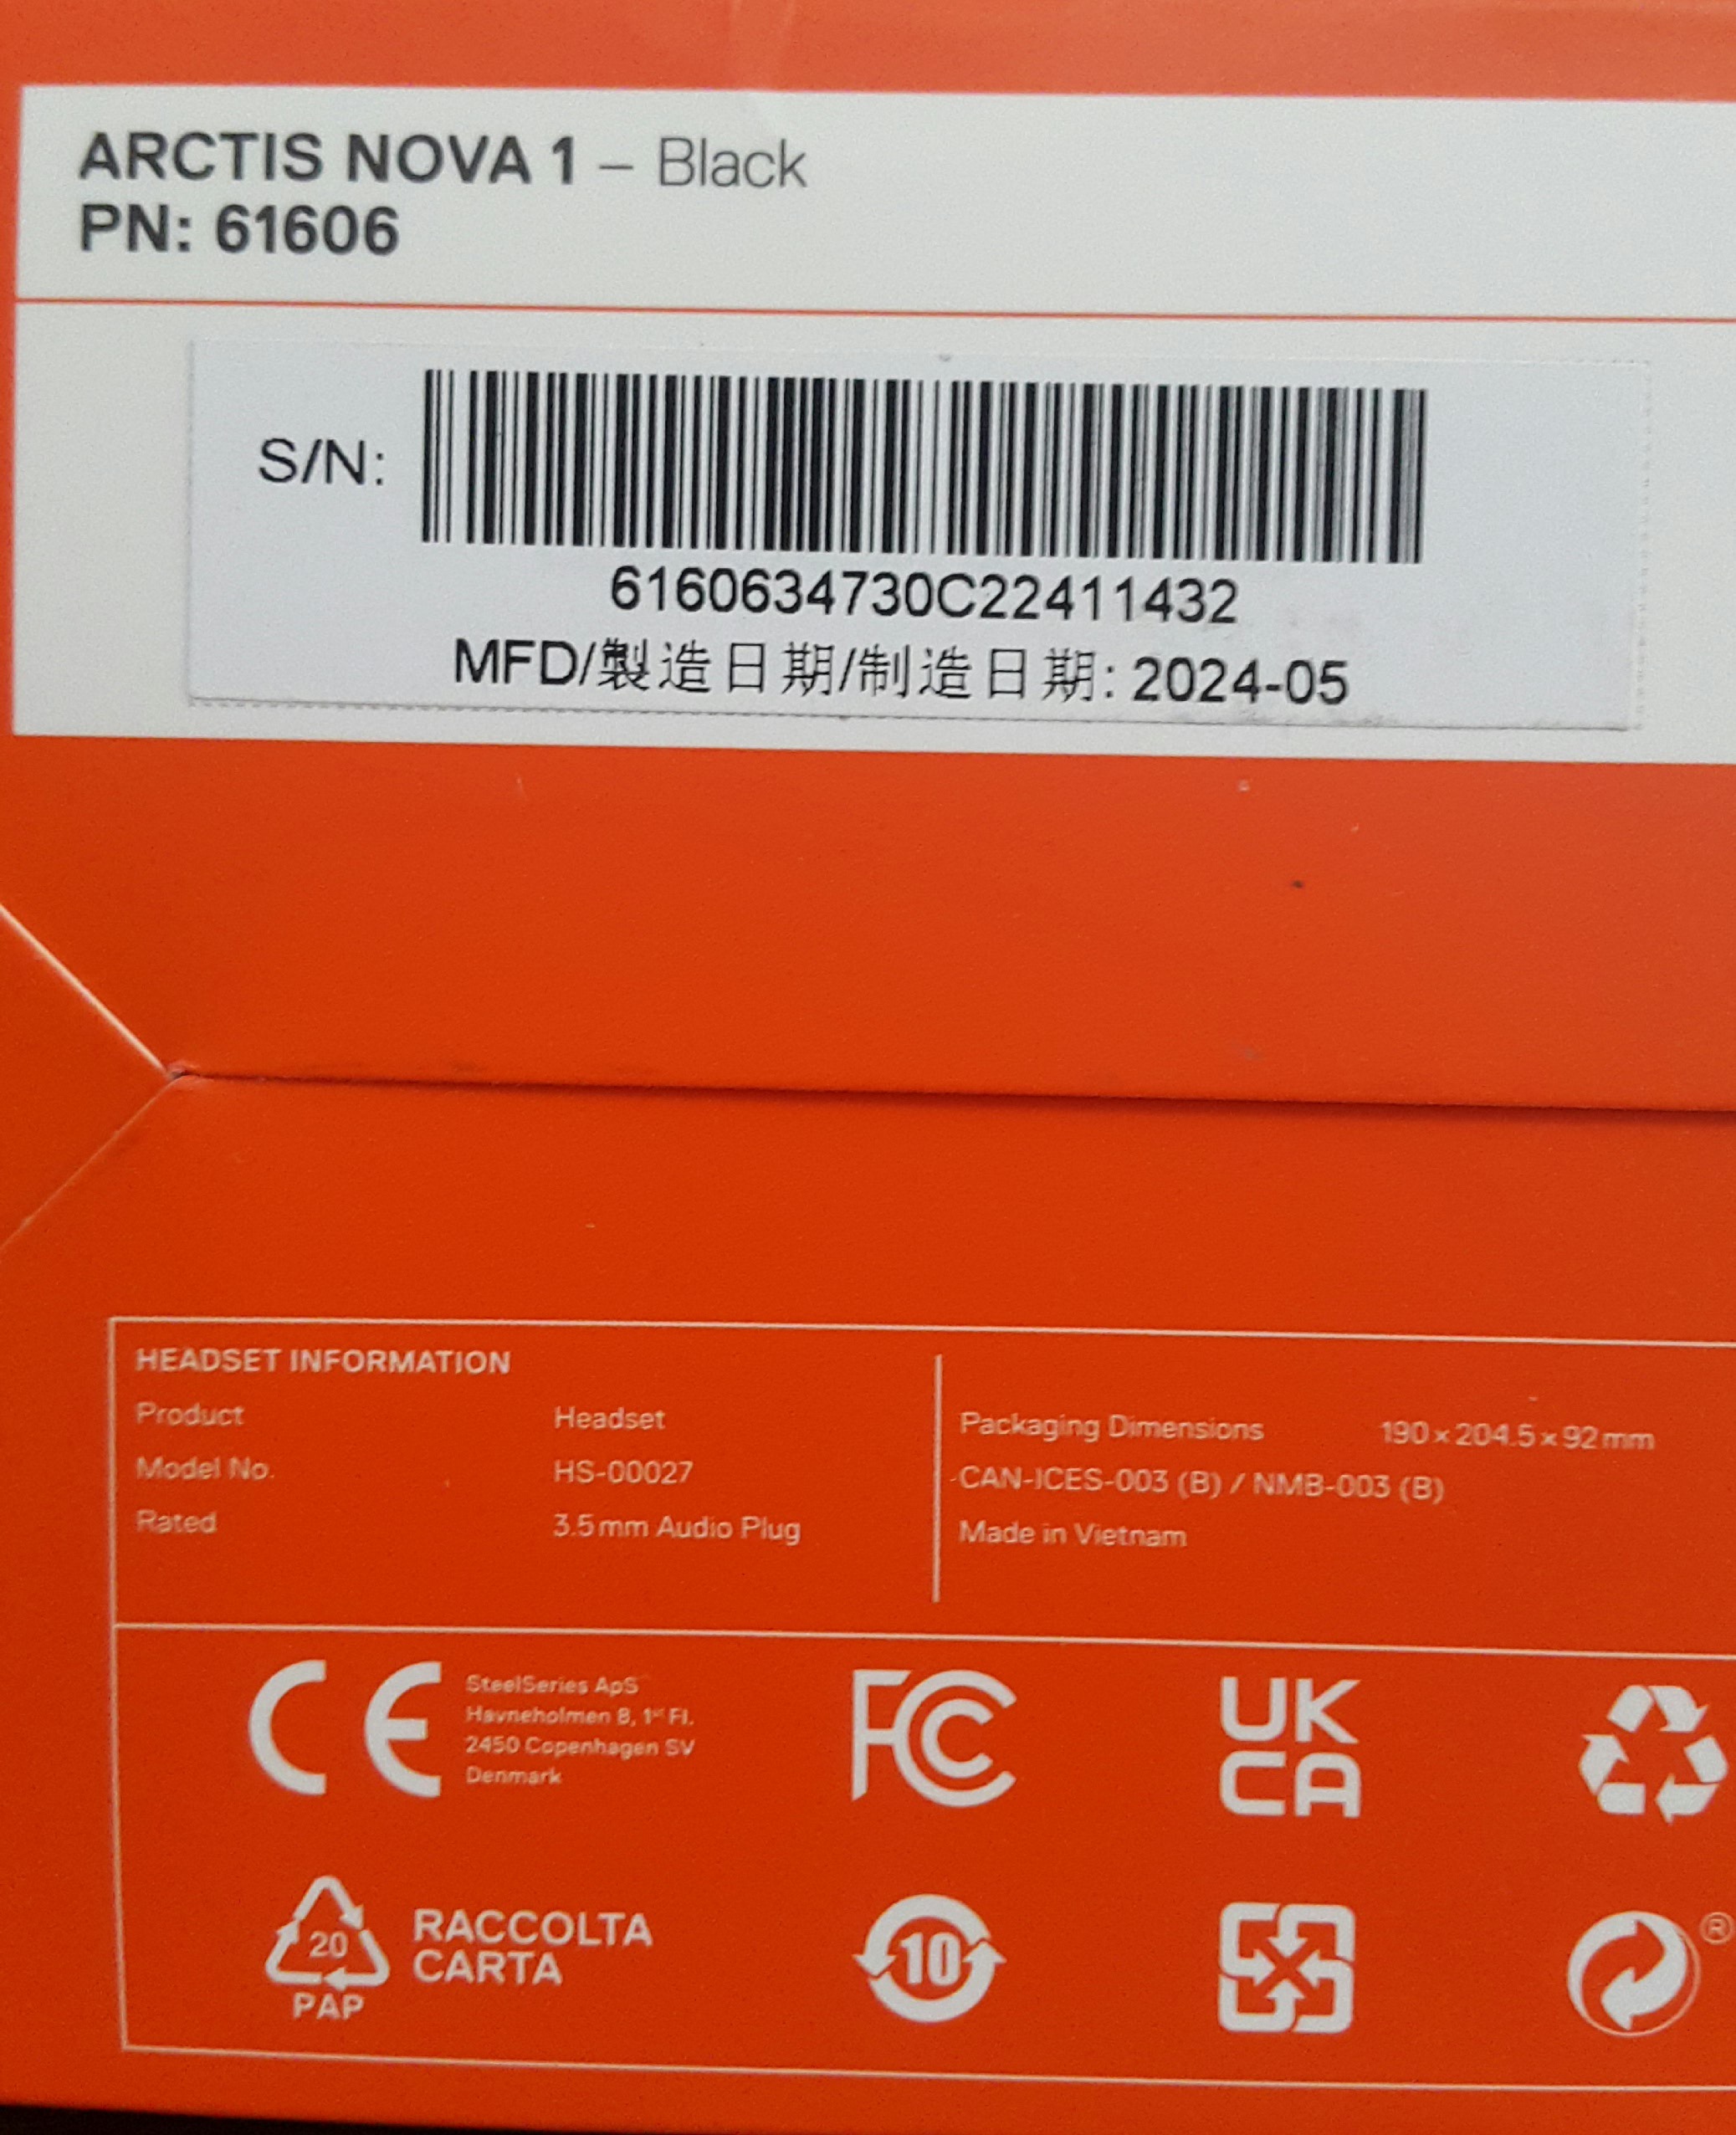 ARCTIS NOVA 1 – Black
PN: 61606
S/N:
6160634730C22411432
MFD/製造日期/制造日期: 2024-05
HEADSET INFORMATION
Product Headset
Model No. HS-00027
Rated 3.5mm Audio Plug
Packaging Dimensions 190 x 204.5 x 92 mm
CAN-ICES-003 (B) / NMB-003 (B)
Made in Vietnam
CE
SteelSeries ApS
Havneholmen 8, 1st Fl.
2450 Copenhagen SV
Denmark
FC
UK
CA
20
PAP
RACCOLTA
CARTA
10
®